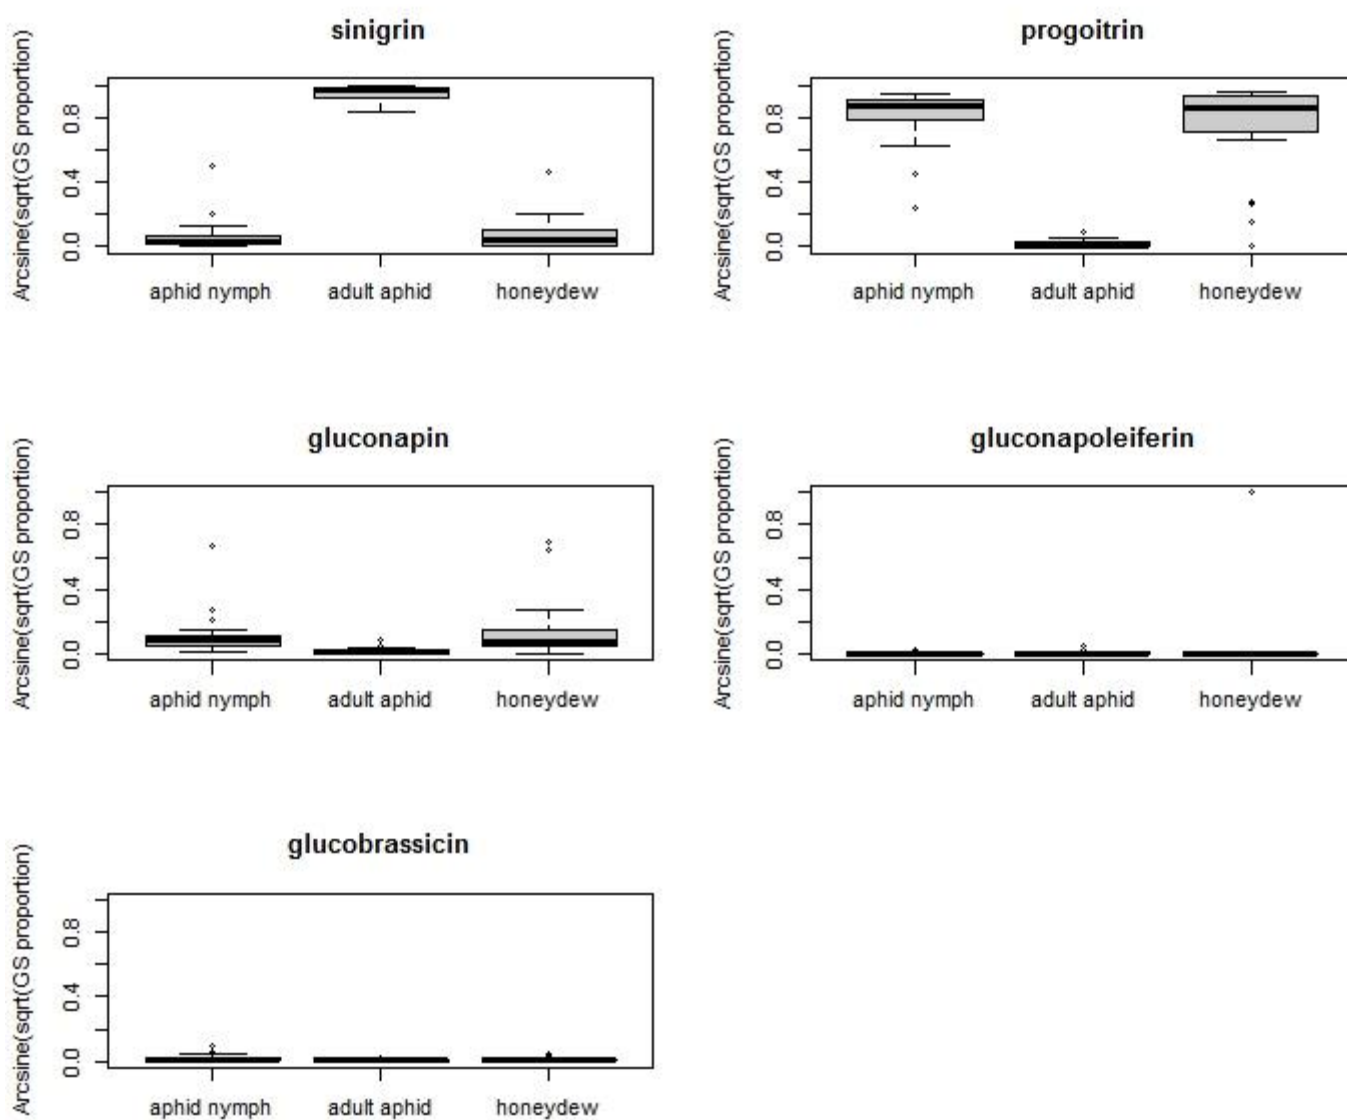 sinigrin
Arcsine(sqrt(GS proportion)
0.0 0.4 0.8
aphid nymph adult aphid honeydew
progoitrin
Arcsine(sqrt(GS proportion)
0.0 0.4 0.8
aphid nymph adult aphid honeydew
gluconapin
Arcsine(sqrt(GS proportion)
0.0 0.4 0.8
aphid nymph adult aphid honeydew
gluconapoleiferin
Arcsine(sqrt(GS proportion)
0.0 0.4 0.8
aphid nymph adult aphid honeydew
glucobrassicin
Arcsine(sqrt(GS proportion)
0.0 0.4 0.8
aphid nymph adult aphid honeydew